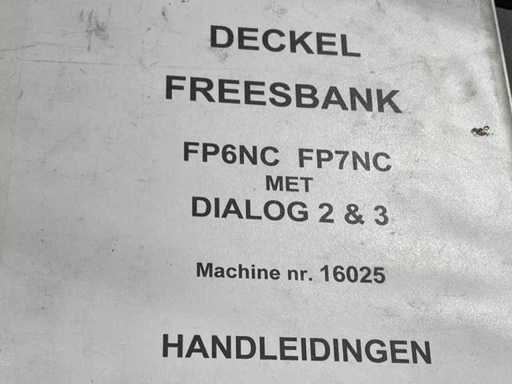 DECKEL
FREESBANK
FP6NC FP7NC
MET
DIALOG 2 & 3
Machine nr. 16025
HANDLEIDINGEN